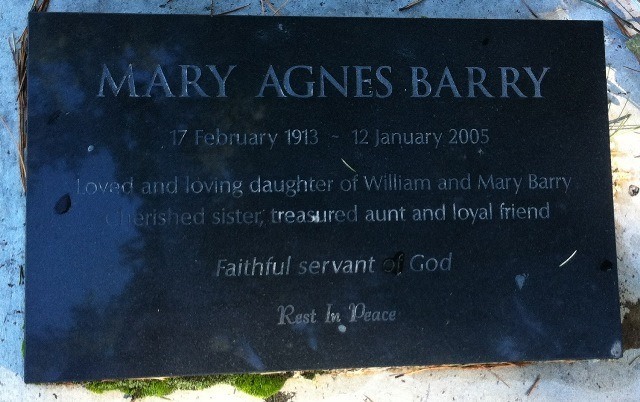 MARY AGNES BARRY
17 February 1913 ~ 12 January 2005
Loved and loving daughter of William and Mary Barry
Cherished sister, treasured aunt and loyal friend
Faithful servant of God
Rest In Peace